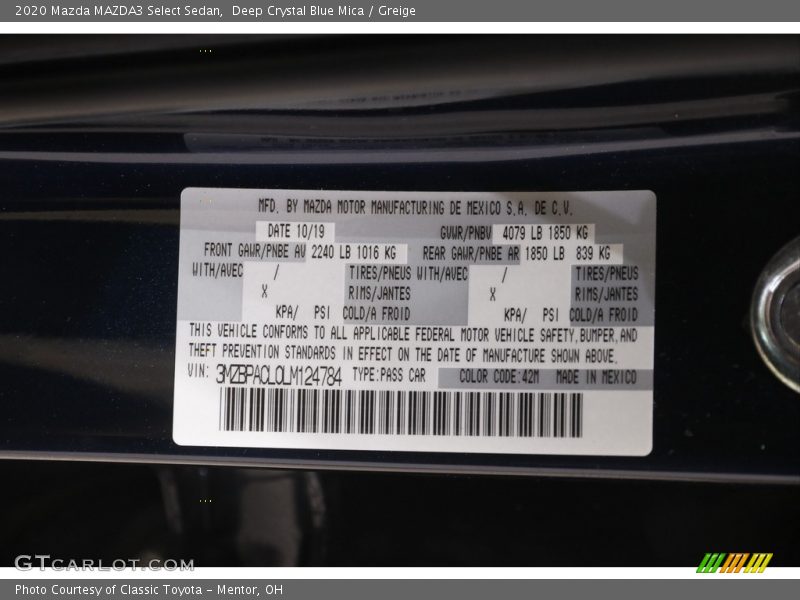 2020 Mazda MAZDA3 Select Sedan, Deep Crystal Blue Mica / Greige
MFD. BY MAZDA MOTOR MANUFACTURING DE MEXICO S.A. DE C.V.
DATE 10/19 GVWR/PNBV 4079 LB 1850 KG
FRONT GAWR/PNBE AV 2240 LB 1016 KG REAR GAWR/PNBE AR 1850 LB 839 KG
WITH/AVEC / TIRES/PNEUS WITH/AVEC / TIRES/PNEUS
X RIMS/JANTES X RIMS/JANTES
KPA/ PSI COLD/A FROID KPA/ PSI COLD/A FROID
THIS VEHICLE CONFORMS TO ALL APPLICABLE FEDERAL MOTOR VEHICLE SAFETY, BUMPER, AND
THEFT PREVENTION STANDARDS IN EFFECT ON THE DATE OF MANUFACTURE SHOWN ABOVE.
VIN: 3MZBPACL0LM124784 TYPE:PASS CAR COLOR CODE:42M MADE IN MEXICO
GTCARLOT.COM
Photo Courtesy of Classic Toyota - Mentor, OH